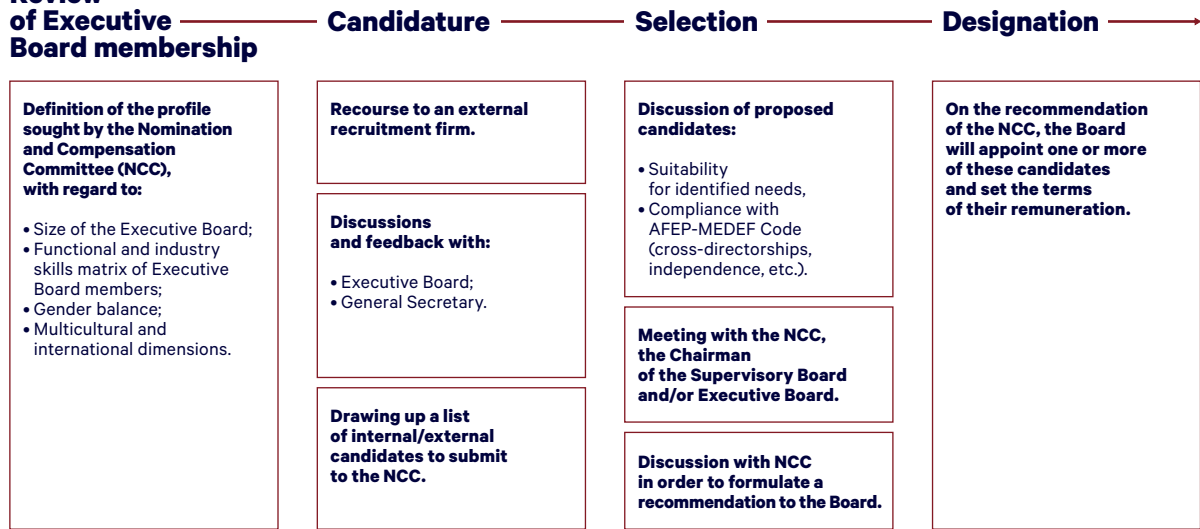 Review
of Executive
Board membership
Candidature
Selection
Designation
Definition of the profile
sought by the Nomination
and Compensation
Committee (NCC),
with regard to:
• Size of the Executive Board;
• Functional and industry
skills matrix of Executive
Board members;
• Gender balance;
• Multicultural and
international dimensions.
Recourse to an external
recruitment firm.
Discussions
and feedback with:
• Executive Board;
• General Secretary.
Drawing up a list
of internal/external
candidates to submit
to the NCC.
Discussion of proposed
candidates:
• Suitability
for identified needs,
• Compliance with
AFEP-MEDEF Code
(cross-directorships,
independence, etc.).
Meeting with the NCC,
the Chairman
of the Supervisory Board
and/or Executive Board.
Discussion with NCC
in order to formulate a
recommendation to the Board.
On the recommendation
of the NCC, the Board
will appoint one or more
of these candidates
and set the terms
of their remuneration.